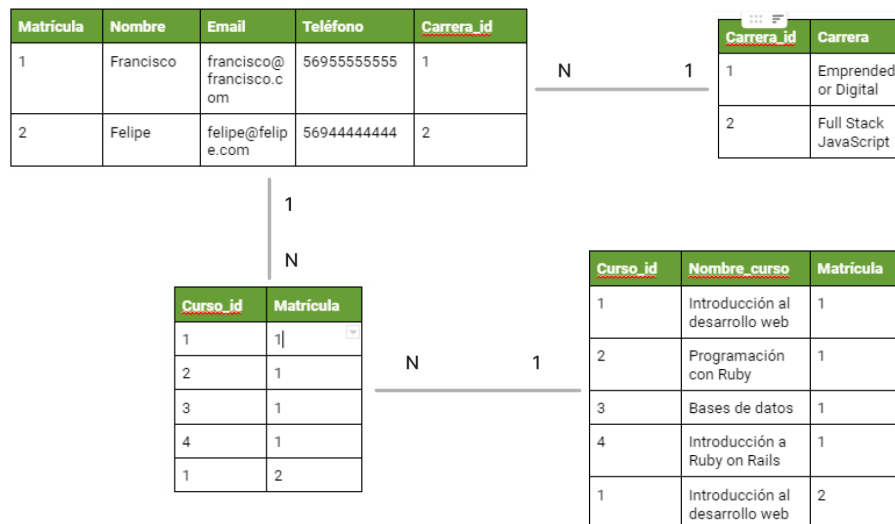 Matrícula Nombre Email Teléfono Carrera_id
1 Francisco francisco@ 56955555555 1
francisco.c
om
2 Felipe felipe@felip 56944444444 2
e.com
N 1
Carrera_id Carrera
1 Emprended
or Digital
2 Full Stack
JavaScript
1
N
Curso_id Matrícula
1 1
2 1
3 1
4 1
1 2
N 1
Curso_id Nombre_curso Matrícula
1 Introducción al 1
desarrollo web
2 Programación 1
con Ruby
3 Bases de datos 1
4 Introducción a 1
Ruby on Rails
1 Introducción al 2
desarrollo web